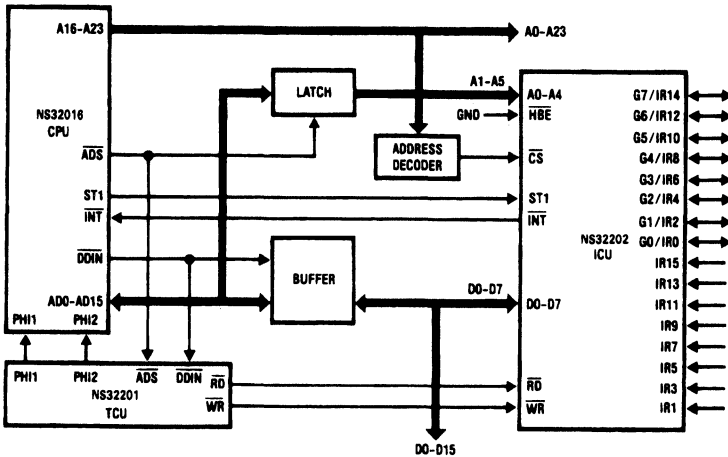 A16-A23
A0-A23
NS32016
CPU
LATCH
A1-A5
A0-A4
GND
HBE
ADDRESS
DECODER
CS
ADS
ST1
ST1
INT
INT
DDIN
BUFFER
AD0-AD15
D0-D7
D0-D7
PHI1 PHI2
PHI1 PHI2 ADS DDIN RD
NS32201
TCU
WR
RD
WR
D0-D15
NS32202
ICU
G7/IR14
G6/IR12
G5/IR10
G4/IR8
G3/IR6
G2/IR4
G1/IR2
G0/IR0
IR15
IR13
IR11
IR9
IR7
IR5
IR3
IR1